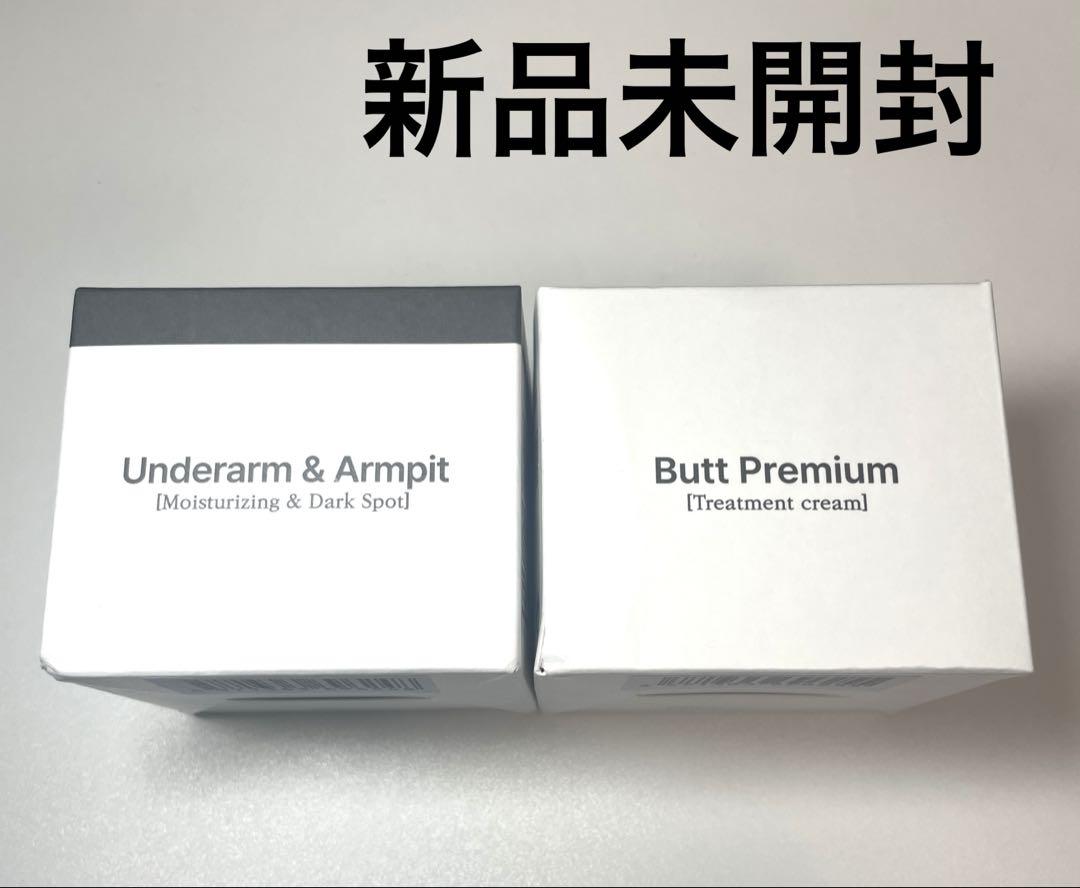 新品未開封
Underarm & Armpit
[Moisturizing & Dark Spot]
Butt Premium
[Treatment cream]